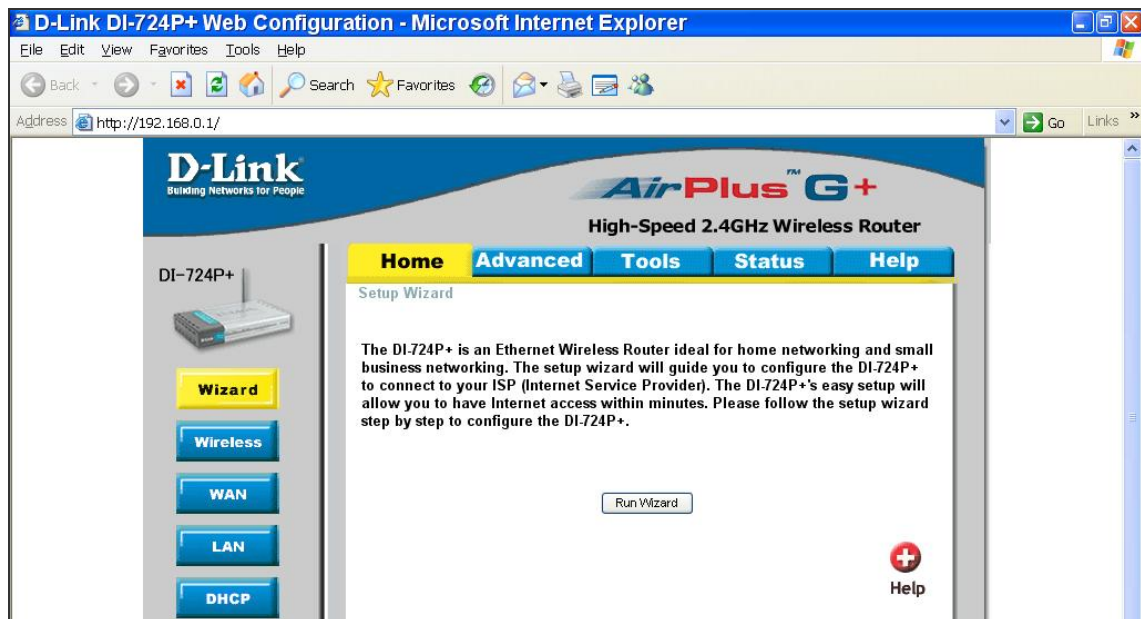 D-Link DI-724P+ Web Configuration - Microsoft Internet Explorer
File Edit View Favorites Tools Help
Back Search Favorites
Address http://192.168.0.1/ Go Links »
D-Link
Building Networks for People
AirPlus™ G+
High-Speed 2.4GHz Wireless Router
DI-724P+
Home Advanced Tools Status Help
Setup Wizard
The DI-724P+ is an Ethernet Wireless Router ideal for home networking and small
business networking. The setup wizard will guide you to configure the DI-724P+
to connect to your ISP (Internet Service Provider). The DI-724P+'s easy setup will
allow you to have Internet access within minutes. Please follow the setup wizard
step by step to configure the DI-724P+.
Wizard
Wireless
WAN
LAN
DHCP
Run Wizard
Help